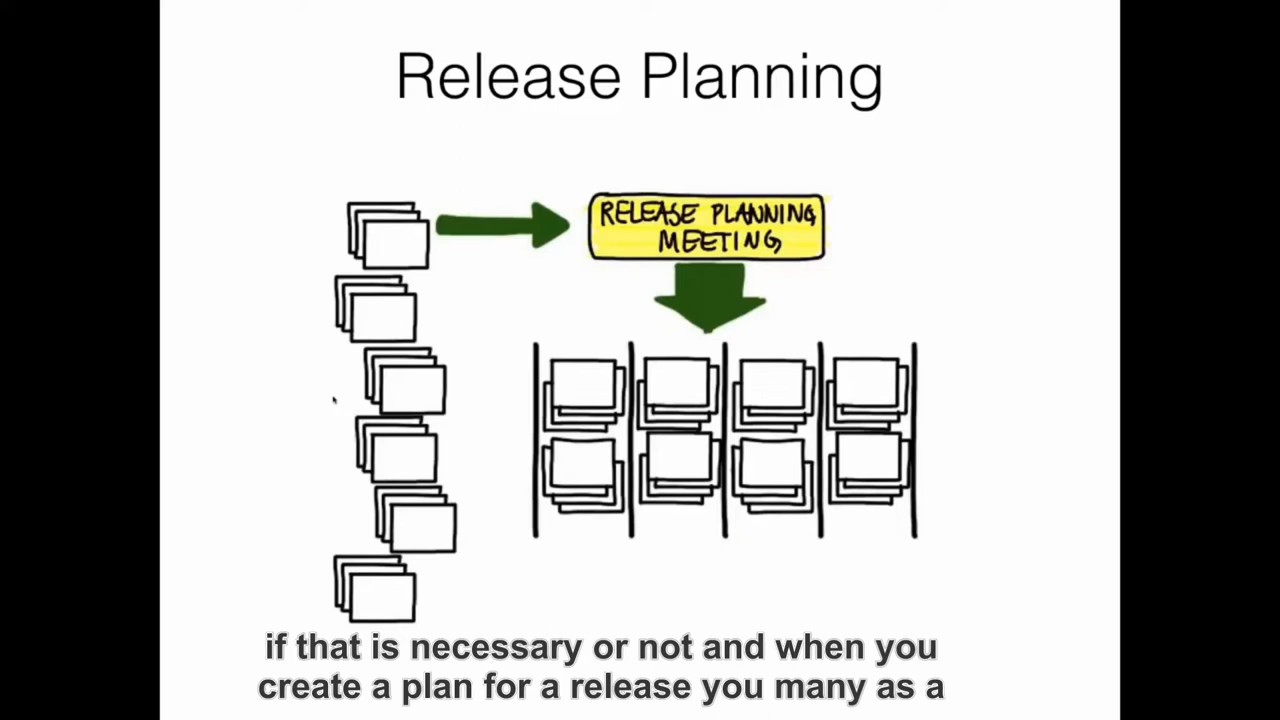 Release Planning
RELEASE PLANNING
MEETING
if that is necessary or not and when you
create a plan for a release you many as a